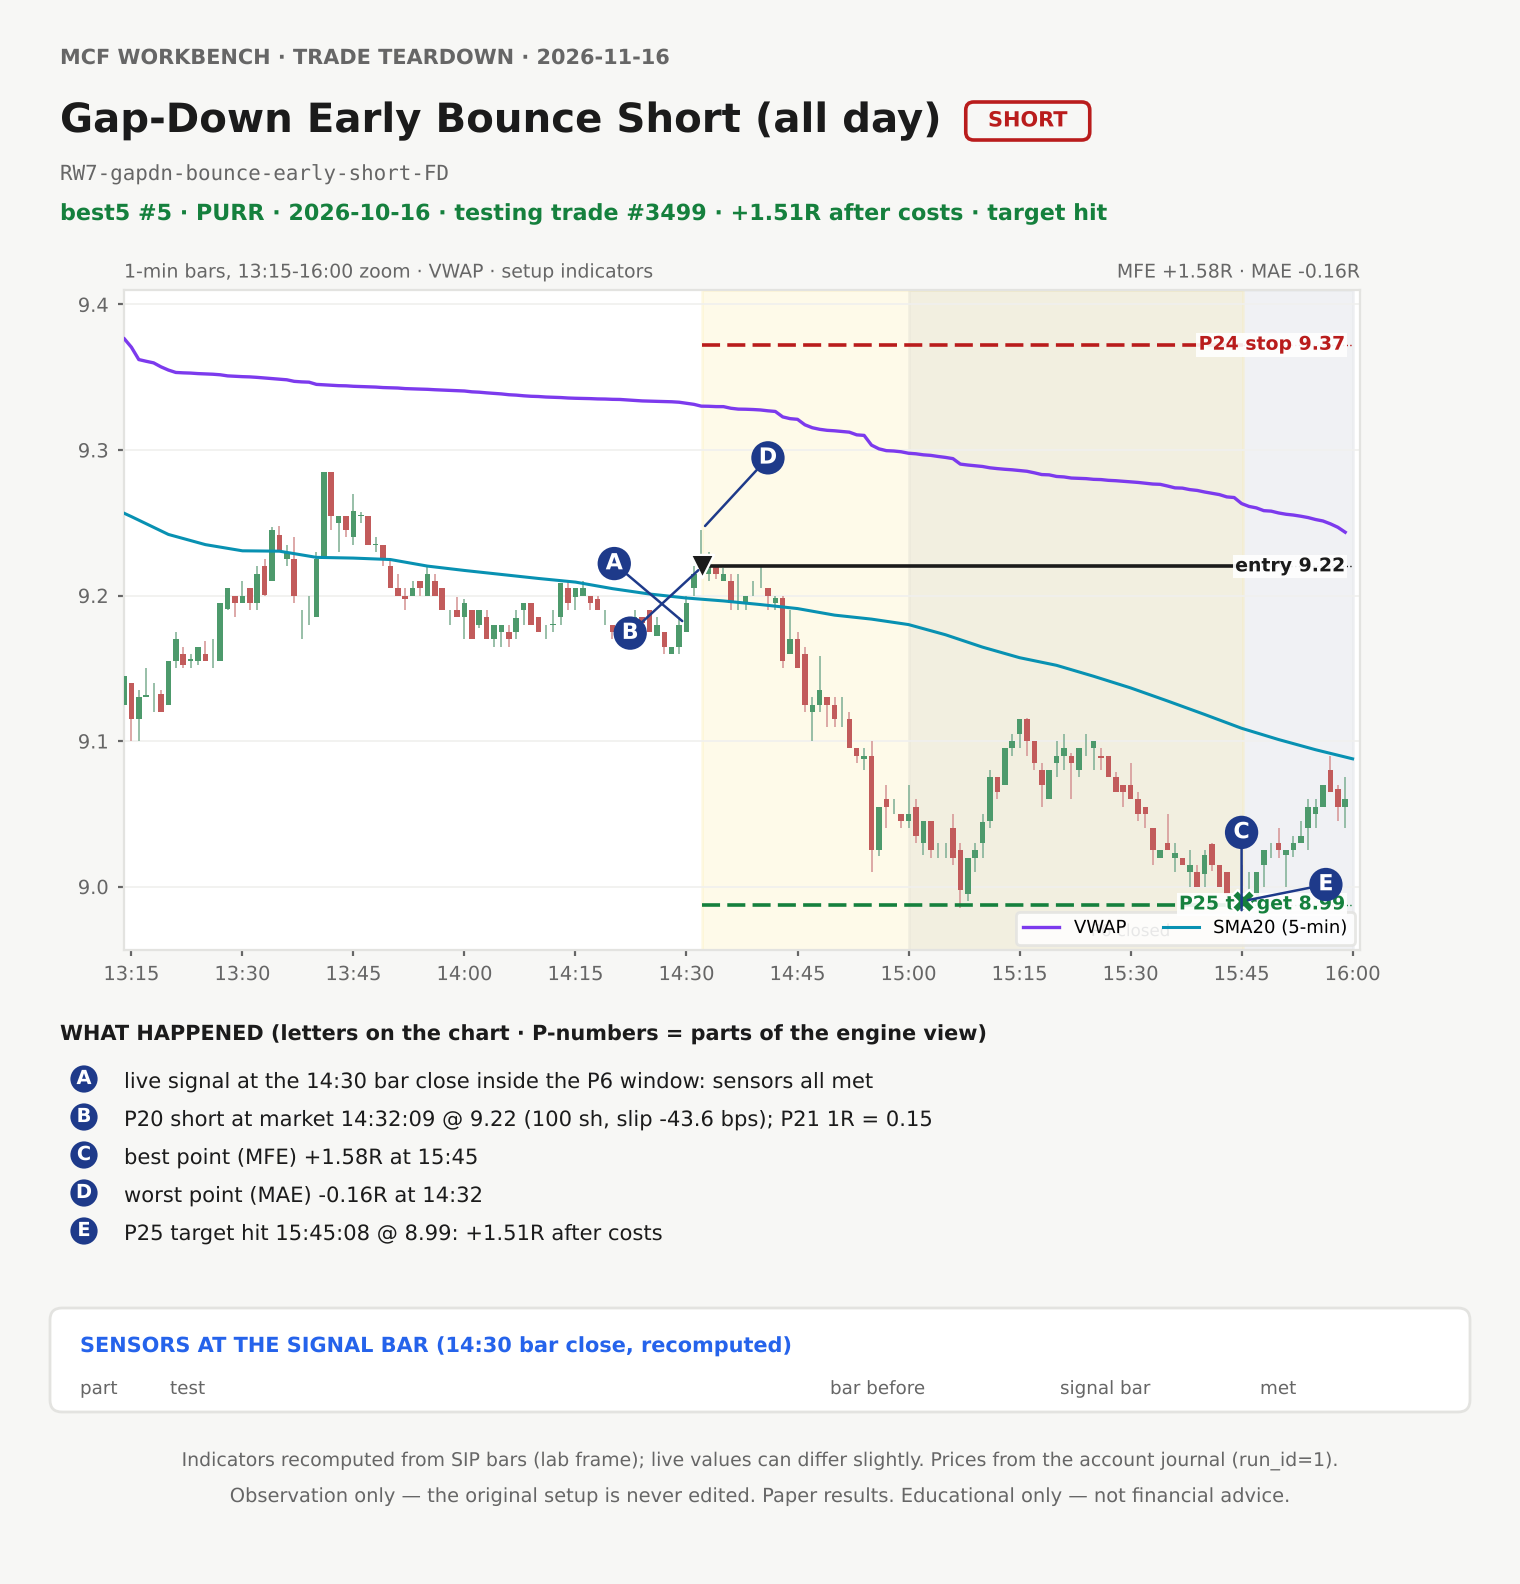 MCF WORKBENCH · TRADE TEARDOWN · 2026-11-16
Gap-Down Early Bounce Short (all day) SHORT
RW7-gapdn-bounce-early-short-FD
best5 #5 · PURR · 2026-10-16 · testing trade #3499 · +1.51R after costs · target hit
1-min bars, 13:15-16:00 zoom · VWAP · setup indicators MFE +1.58R · MAE -0.16R
9.4
P24 stop 9.37
9.3
D
A
entry 9.22
9.2
B
9.1
C
9.0
E
P25 target 8.99
VWAP closed SMA20 (5-min)
13:15 13:30 13:45 14:00 14:15 14:30 14:45 15:00 15:15 15:30 15:45 16:00
WHAT HAPPENED (letters on the chart · P-numbers = parts of the engine view)
A live signal at the 14:30 bar close inside the P6 window: sensors all met
B P20 short at market 14:32:09 @ 9.22 (100 sh, slip -43.6 bps); P21 1R = 0.15
C best point (MFE) +1.58R at 15:45
D worst point (MAE) -0.16R at 14:32
E P25 target hit 15:45:08 @ 8.99: +1.51R after costs
SENSORS AT THE SIGNAL BAR (14:30 bar close, recomputed)
part test bar before signal bar met
Indicators recomputed from SIP bars (lab frame); live values can differ slightly. Prices from the account journal (run_id=1).
Observation only — the original setup is never edited. Paper results. Educational only — not financial advice.